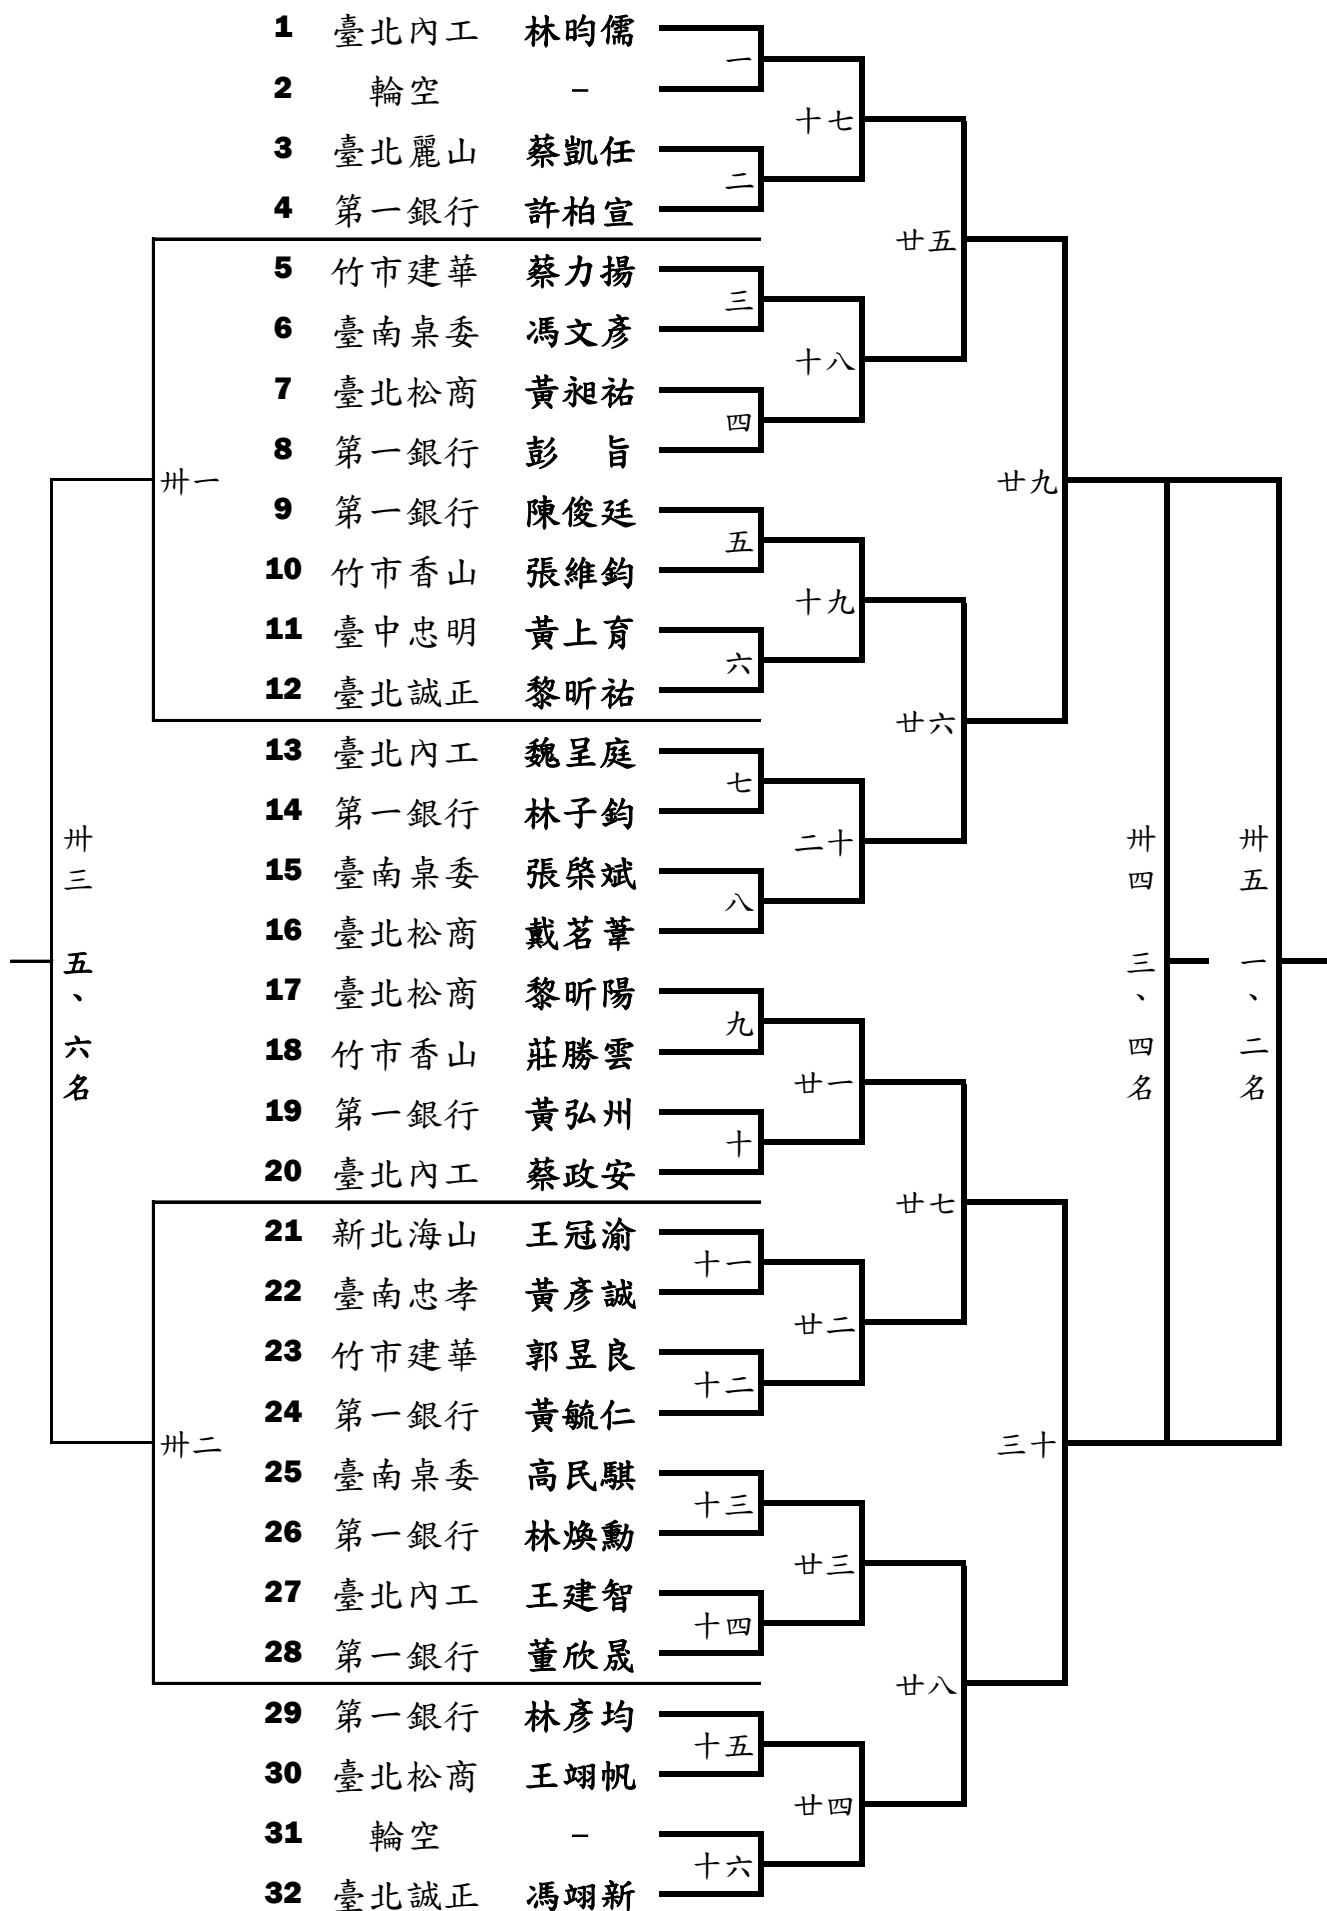 1 臺北內工 林昀儒
一
2 輪空 –
十七
3 臺北麗山 蔡凱任
二
4 第一銀行 許柏宣
廿五
5 竹市建華 蔡力揚
三
6 臺南桌委 馮文彥
十八
7 臺北松商 黃昶祐
四
8 第一銀行 彭 旨
卅一
廿九
9 第一銀行 陳俊廷
五
10 竹市香山 張維鈞
十九
11 臺中忠明 黃上育
六
12 臺北誠正 黎昕祐
廿六
13 臺北內工 魏呈庭
七
14 第一銀行 林子鈞
二十
15 臺南桌委 張棨斌
八
16 臺北松商 戴茗葦
卅三 五、六名
卅四 三、四名
卅五 一、二名
17 臺北松商 黎昕陽
九
18 竹市香山 莊勝雲
廿一
19 第一銀行 黃弘州
十
20 臺北內工 蔡政安
廿七
21 新北海山 王冠渝
十一
22 臺南忠孝 黃彥誠
廿二
23 竹市建華 郭昱良
十二
24 第一銀行 黃毓仁
卅二
三十
25 臺南桌委 高民騏
十三
26 第一銀行 林煥勳
廿三
27 臺北內工 王建智
十四
28 第一銀行 董欣晟
廿八
29 第一銀行 林彥均
十五
30 臺北松商 王翊帆
廿四
31 輪空 –
十六
32 臺北誠正 馮翊新